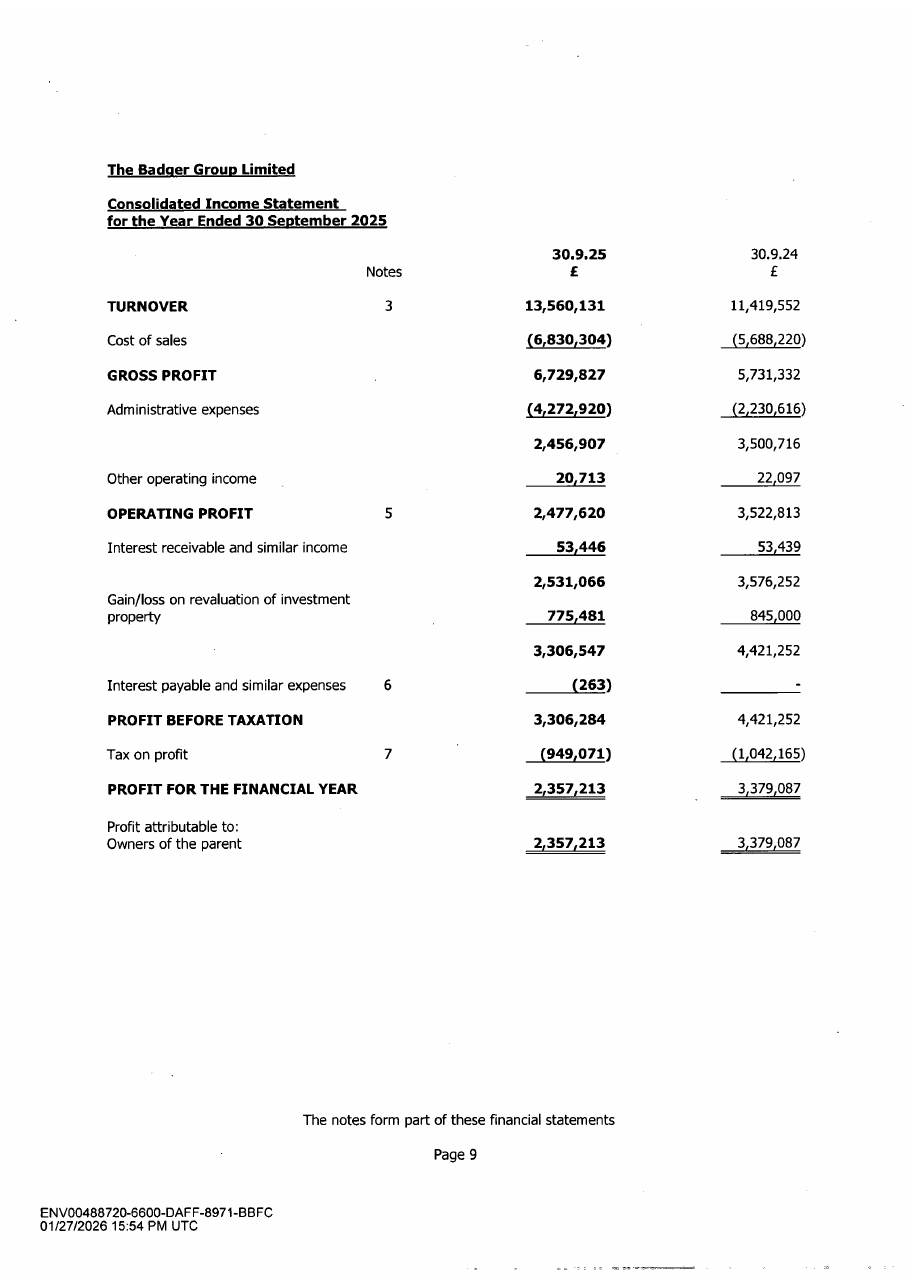 The Badger Group Limited
Consolidated Income Statement
for the Year Ended 30 September 2025
30.9.25 30.9.24
Notes £ £
TURNOVER 3 13,560,131 11,419,552
Cost of sales (6,830,304) (5,688,220)
GROSS PROFIT 6,729,827 5,731,332
Administrative expenses (4,272,920) (2,230,616)
2,456,907 3,500,716
Other operating income 20,713 22,097
OPERATING PROFIT 5 2,477,620 3,522,813
Interest receivable and similar income 53,446 53,439
2,531,066 3,576,252
Gain/loss on revaluation of investment
property 775,481 845,000
3,306,547 4,421,252
Interest payable and similar expenses 6 (263) -
PROFIT BEFORE TAXATION 3,306,284 4,421,252
Tax on profit 7 (949,071) (1,042,165)
PROFIT FOR THE FINANCIAL YEAR 2,357,213 3,379,087
Profit attributable to:
Owners of the parent 2,357,213 3,379,087
The notes form part of these financial statements
Page 9
ENV00488720-6600-DAFF-8971-BBFC
01/27/2026 15:54 PM UTC